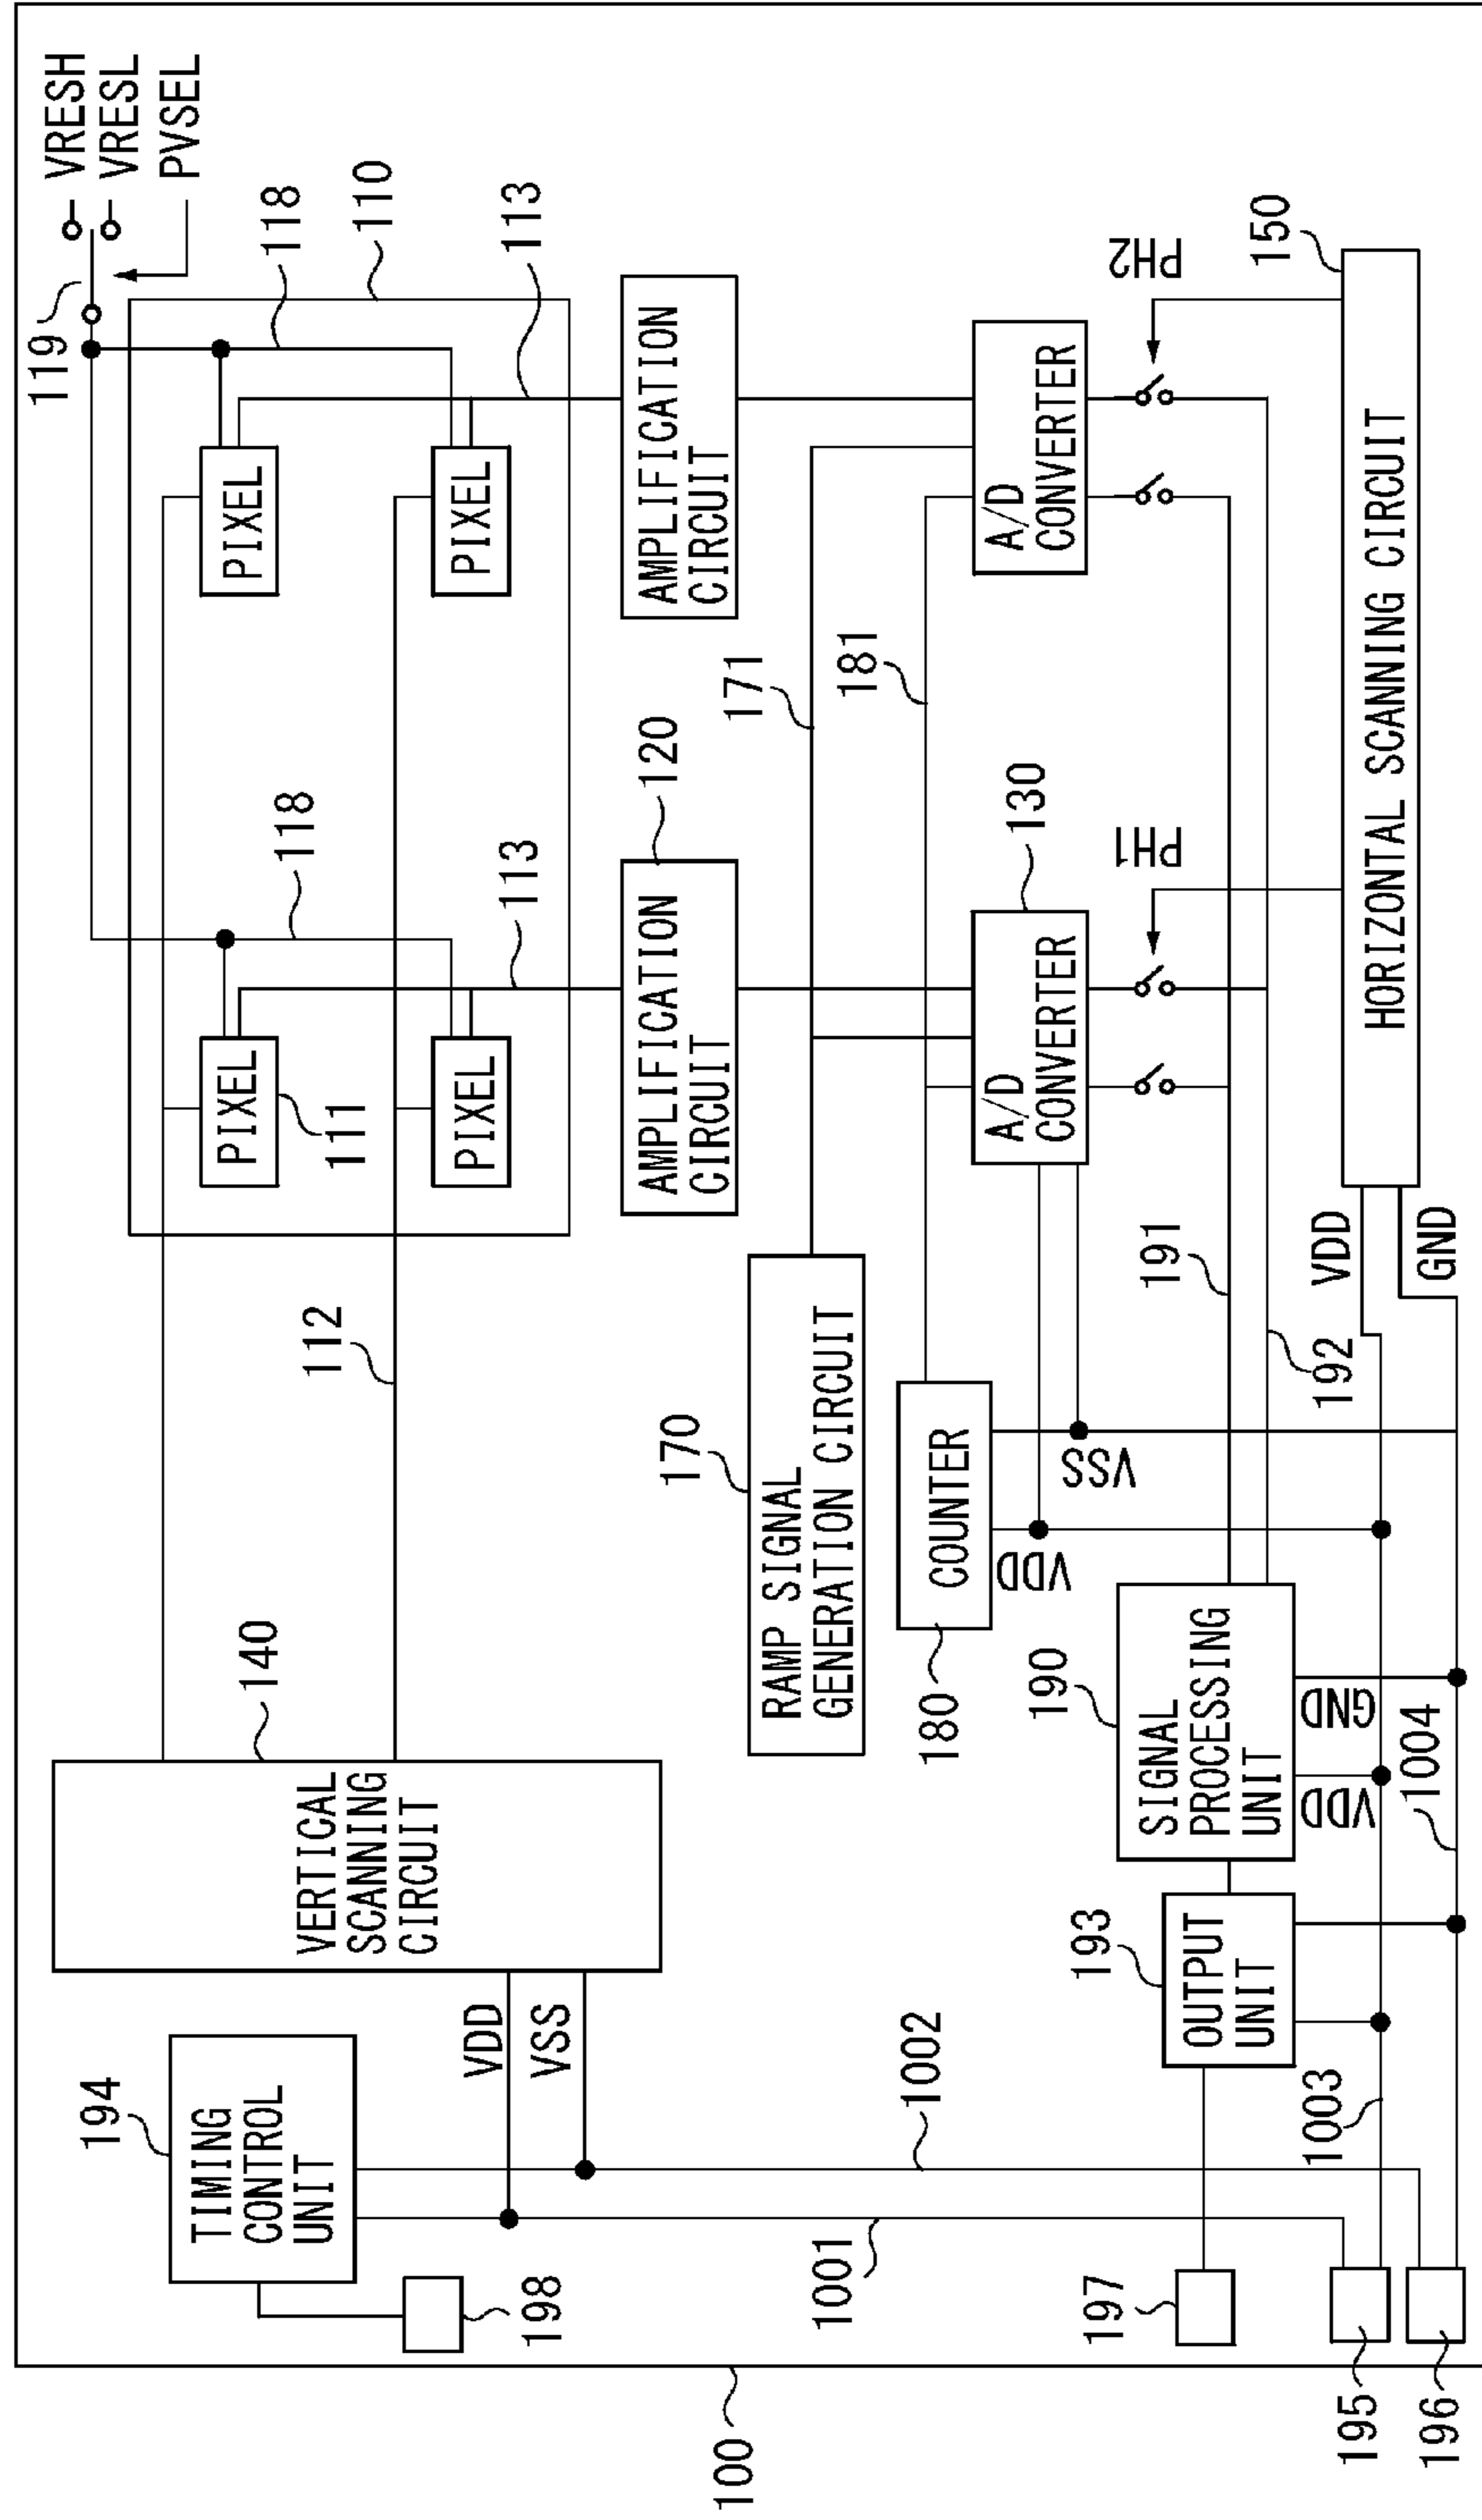 100
194
TIMING
CONTROL
UNIT
198
140
VERTICAL
SCANNING
CIRCUIT
VDD
VSS
112
PIXEL
111
PIXEL
118
113
119
VRESH
VRESL
PVSEL
118
110
113
PIXEL
PIXEL
170
RAMP SIGNAL
GENERATION CIRCUIT
120
AMPLIFICATION
CIRCUIT
AMPLIFICATION
CIRCUIT
171
181
180
COUNTER
VDD
VSS
130
A/D
CONVERTER
A/D
CONVERTER
PH1
PH2
150
HORIZONTAL SCANNING CIRCUIT
VDD
GND
191
192
190
SIGNAL
PROCESSING
UNIT
VDD
GND
193
OUTPUT
UNIT
1001
1002
1003
1004
197
195
196